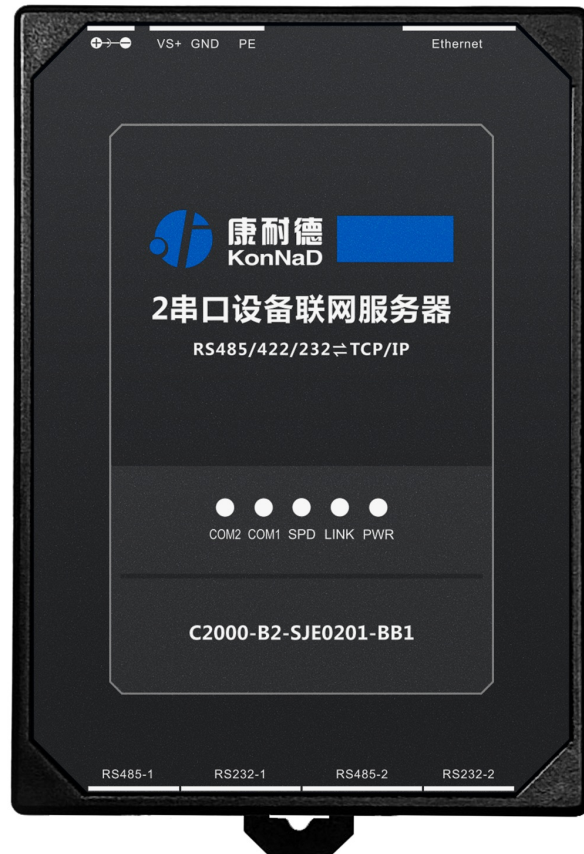 VS+ GND PE Ethernet
康耐德
KonNaD
2串口设备联网服务器
RS485/422/232⇌TCP/IP
COM2 COM1 SPD LINK PWR
C2000-B2-SJE0201-BB1
RS485-1 RS232-1 RS485-2 RS232-2